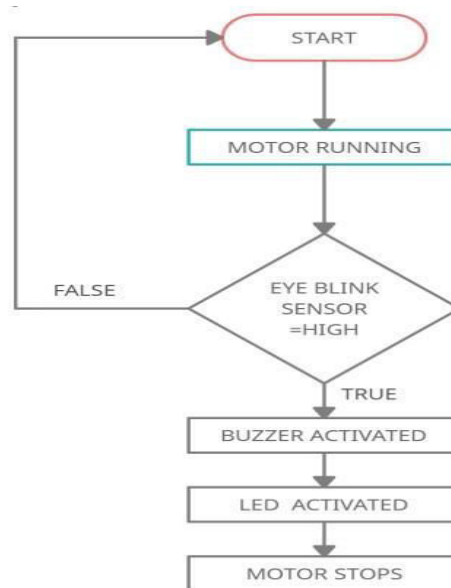 START
MOTOR RUNNING
EYE BLINK
SENSOR
=HIGH
FALSE
TRUE
BUZZER ACTIVATED
LED ACTIVATED
MOTOR STOPS